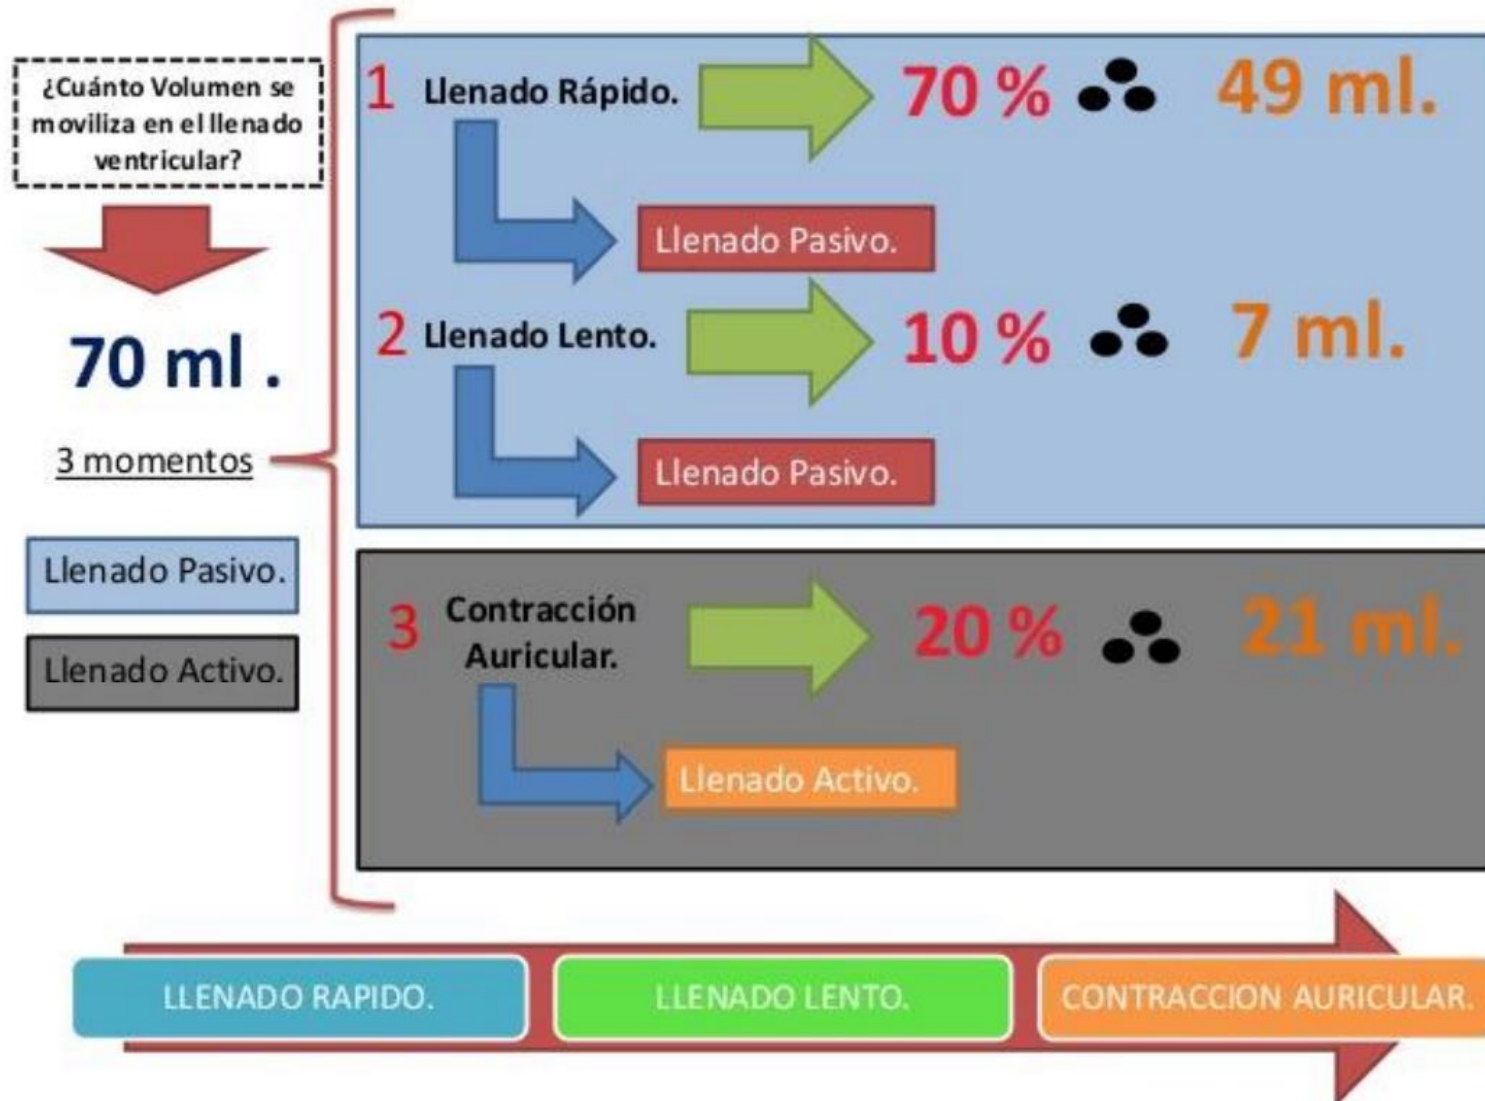 ¿Cuánto Volumen se
moviliza en el llenado
ventricular?
70 ml .
3 momentos
Llenado Pasivo.
Llenado Activo.
1 Llenado Rápido. 70 % 49 ml.
Llenado Pasivo.
2 Llenado Lento. 10 % 7 ml.
Llenado Pasivo.
3 Contracción
Auricular. 20 % 21 ml.
Llenado Activo.
LLENADO RAPIDO. LLENADO LENTO. CONTRACCION AURICULAR.